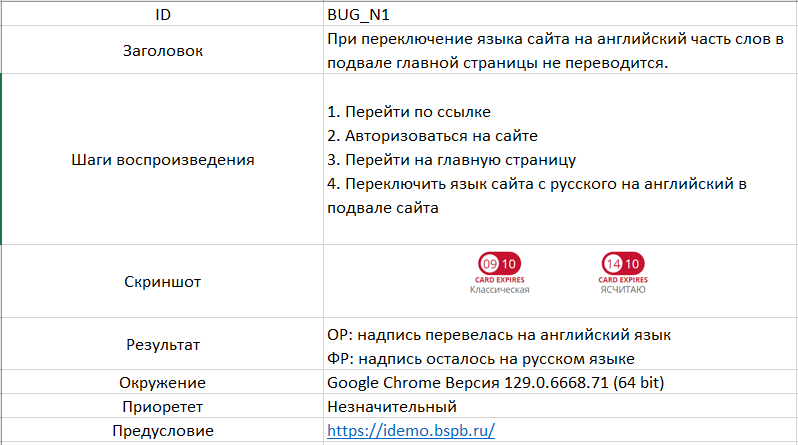 ID
BUG_N1
Заголовок
При переключение языка сайта на английский часть слов в
подвале главной страницы не переводится.
Шаги воспроизведения
1. Перейти по ссылке
2. Авторизоваться на сайте
3. Перейти на главную страницу
4. Переключить язык сайта с русского на английский в
подвале сайта
Скриншот
09 10
CARD EXPIRES
Классическая
14 10
CARD EXPIRES
ЯСЧИТАЮ
Результат
ОР: надпись перевелась на английский язык
ФР: надпись осталось на русском языке
Окружение
Google Chrome Версия 129.0.6668.71 (64 bit)
Приоретет
Незначительный
Предусловие
https://idemo.bspb.ru/